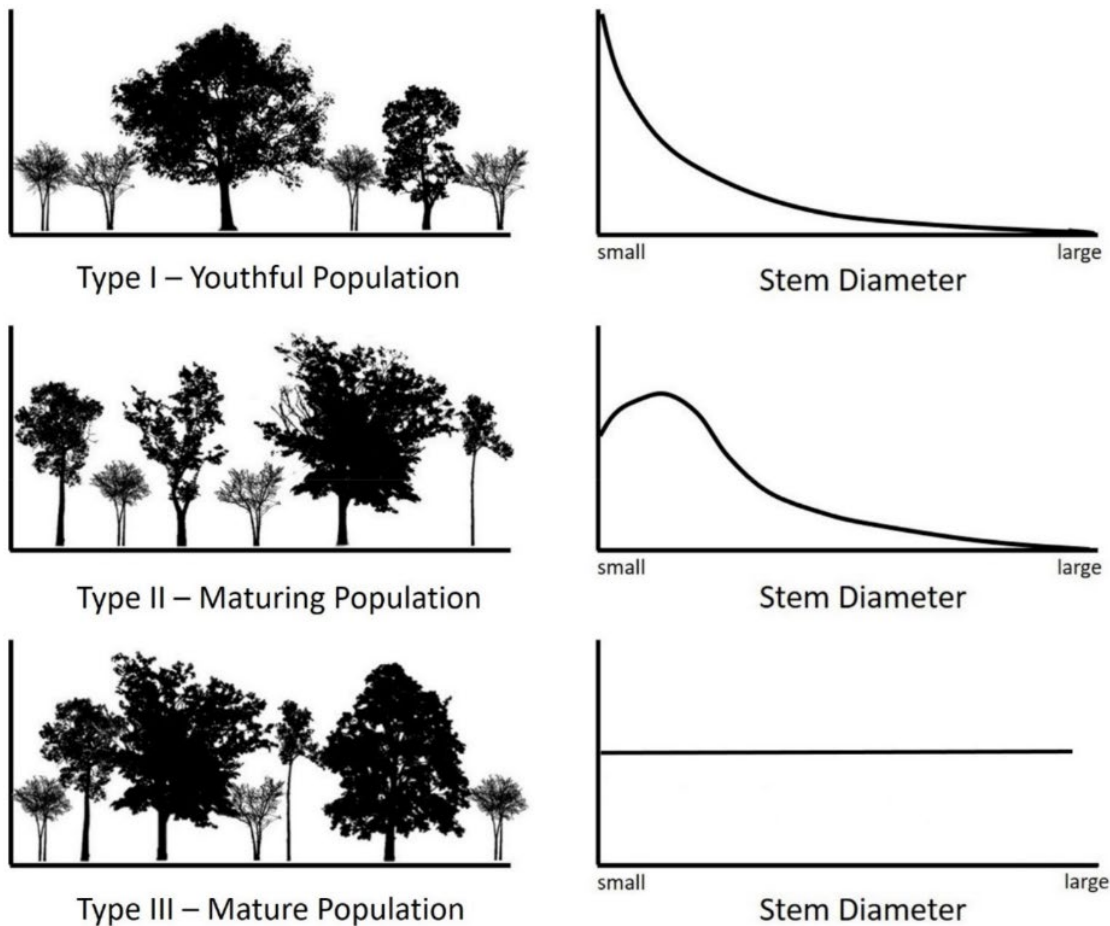 small large
Type I – Youthful Population Stem Diameter
small large
Type II – Maturing Population Stem Diameter
small large
Type III – Mature Population Stem Diameter